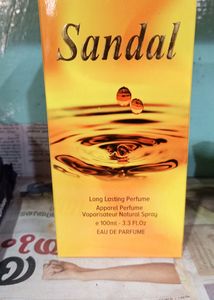 Sandal
Long Lasting Perfume
Apparel Perfume
Vaporisateur Natural Spray
e 100ml - 3.3 Fl.Oz
EAU DE PARFUME